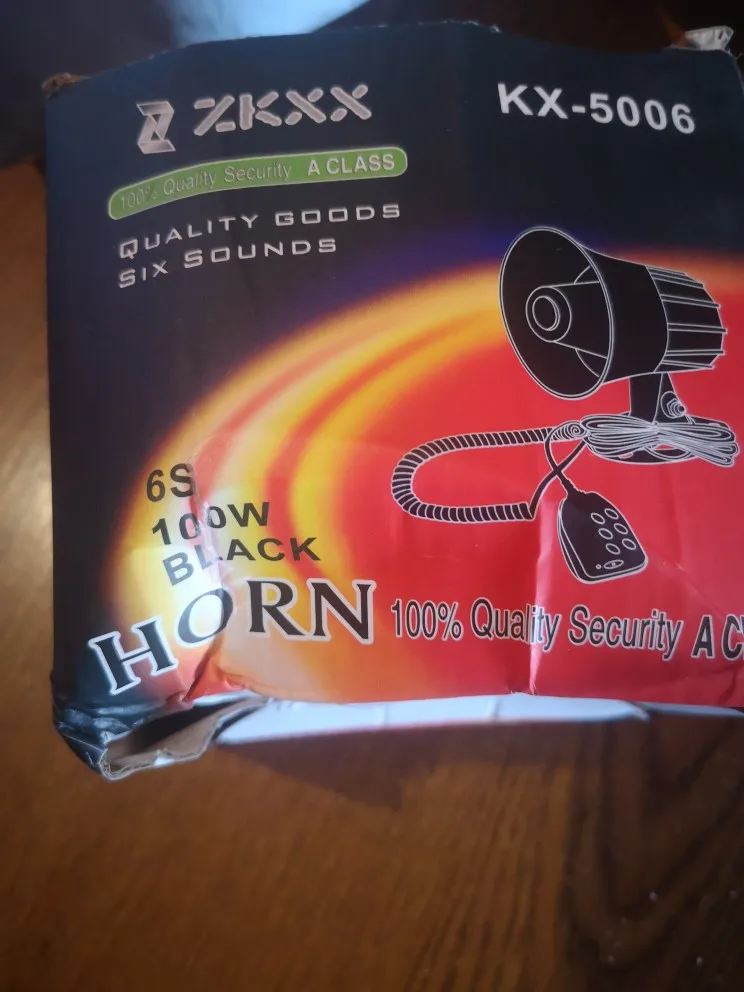 ZKXX
KX-5006
100% Quality Security A CLASS
QUALITY GOODS
SIX SOUNDS
6S
100W
BLACK
HORN
100% Quality Security A C